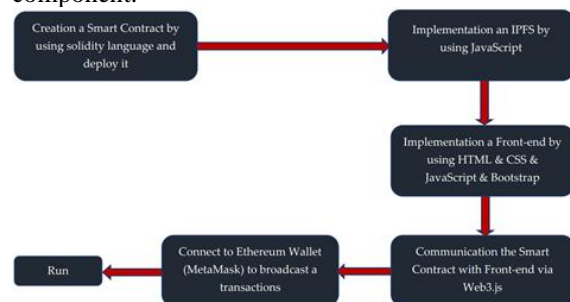 component.
Creation a Smart Contract by
using solidity language and
deploy it
Implementation an IPFS by
using JavaScript
Implementation a Front-end by
using HTML & CSS &
JavaScript & Bootstrap
Communication the Smart
Contract with Front-end via
Web3.js
Connect to Ethereum Wallet
(MetaMask) to broadcast a
transactions
Run